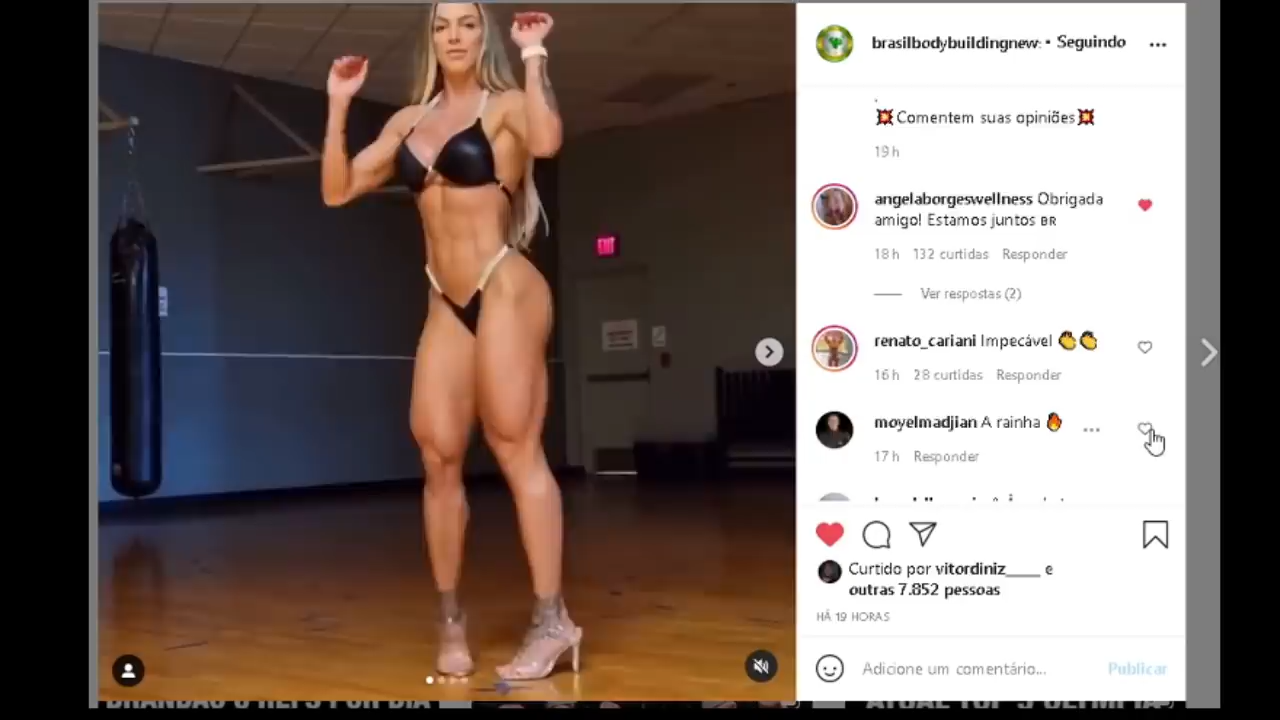 brasilbodybuildingnew: • Seguindo
💥Comentem suas opiniões💥
19 h
angelaborgeswellness Obrigada
amigo! Estamos juntos BR
18 h 132 curtidas Responder
Ver respostas (2)
renato_cariani Impecável 👏👏
16 h 28 curtidas Responder
moyelmadjian A rainha 🔥
17 h Responder
Curtido por vitordiniz____ e
outras 7.852 pessoas
HÁ 19 HORAS
Adicione um comentário... Publicar
EXIT